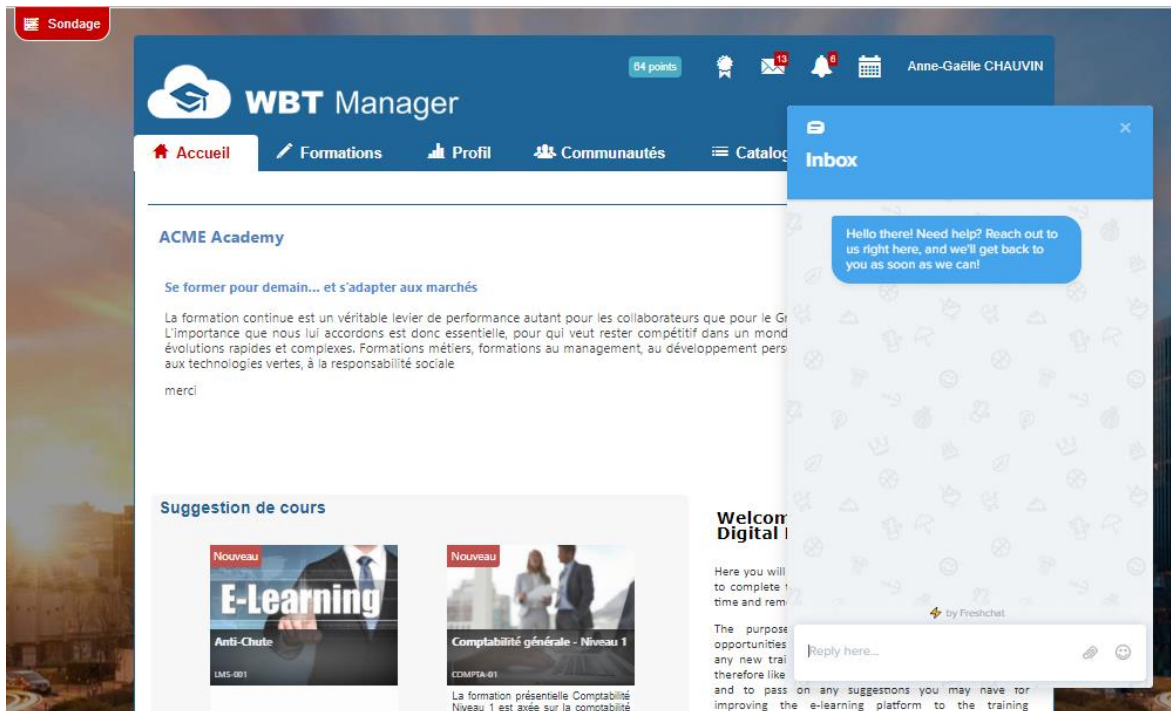 Sondage
64 points
13
6
Anne-Gaëlle CHAUVIN
WBT Manager
Accueil
Formations
Profil
Communautés
Catalog
Inbox
Hello there! Need help? Reach out to
us right here, and we'll get back to
you as soon as we can!
by Freshchat
Reply here...
ACME Academy
Se former pour demain... et s'adapter aux marchés
La formation continue est un véritable levier de performance autant pour les collaborateurs que pour le Gr
L'importance que nous lui accordons est donc essentielle, pour qui veut rester compétitif dans un mond
évolutions rapides et complexes. Formations métiers, formations au management, au développement pers
aux technologies vertes, à la responsabilité sociale
merci
Suggestion de cours
Nouveau
E-Learning
Anti-Chute
LMS-001
Nouveau
Comptabilité générale - Niveau 1
COMPTA-01
La formation présentielle Comptabilité
Niveau 1 est axée sur la comptabilité
Welcom
Digital
Here you will
to complete
time and rem
The purpose
opportunities
any new trai
therefore like
and to pass on any suggestions you may have for
improving the e-learning platform to the training